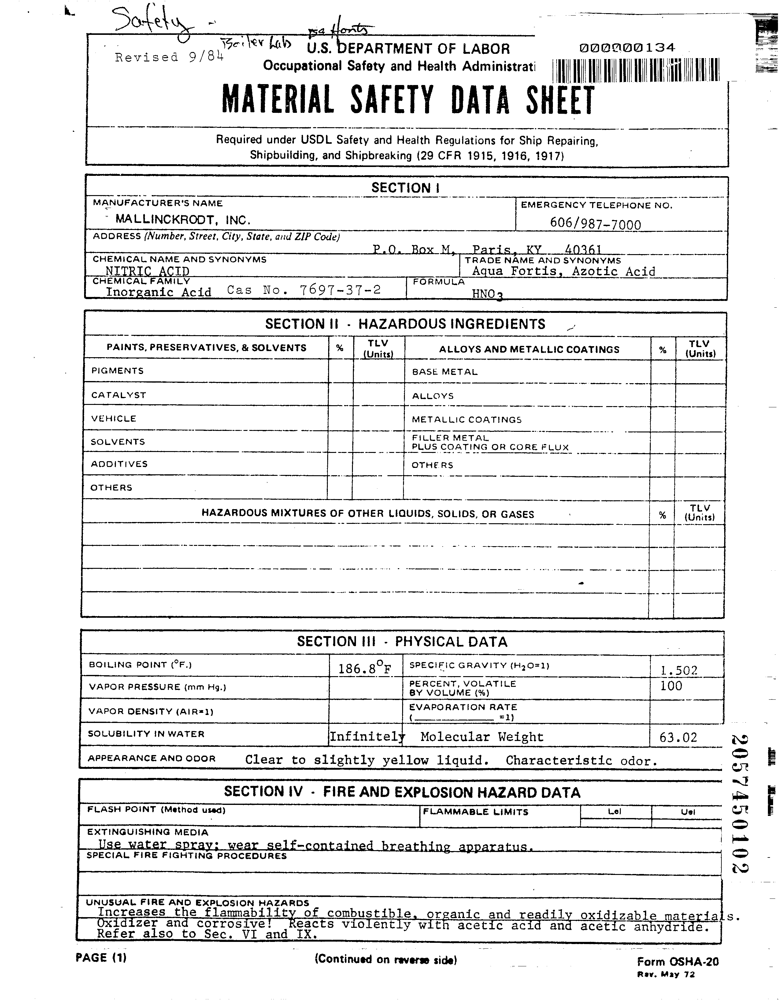 Safety -
Boiler Lab
Revised 9/84
U.S. DEPARTMENT OF LABOR
000000134
Occupational Safety and Health Administrati
MATERIAL SAFETY DATA SHEET
Required under USDL Safety and Health Regulations for Ship Repairing,
Shipbuilding, and Shipbreaking (29 CFR 1915, 1916, 1917)
SECTION I
MANUFACTURER'S NAME
EMERGENCY TELEPHONE NO.
MALLINCKRODT, INC.
606/987-7000
ADDRESS (Number, Street, City, State, and ZIP Code)
P.O. Box M, Paris, KY 40361
CHEMICAL NAME AND SYNONYMS
TRADE NAME AND SYNONYMS
NITRIC ACID
Aqua Fortis, Azotic Acid
CHEMICAL FAMILY
FORMULA
Inorganic Acid Cas No. 7697-37-2
HNO3
SECTION II - HAZARDOUS INGREDIENTS
PAINTS, PRESERVATIVES, & SOLVENTS % TLV (Units) ALLOYS AND METALLIC COATINGS % TLV (Units)
PIGMENTS BASE METAL
CATALYST ALLOYS
VEHICLE METALLIC COATINGS
SOLVENTS FILLER METAL
PLUS COATING OR CORE FLUX
ADDITIVES OTHERS
OTHERS
HAZARDOUS MIXTURES OF OTHER LIQUIDS, SOLIDS, OR GASES % TLV (Units)
SECTION III - PHYSICAL DATA
BOILING POINT (°F.) 186.8°F SPECIFIC GRAVITY (H2O=1) 1.502
VAPOR PRESSURE (mm Hg.) PERCENT, VOLATILE
BY VOLUME (%) 100
VAPOR DENSITY (AIR=1) EVAPORATION RATE
(__________ =1)
SOLUBILITY IN WATER Infinitely Molecular Weight 63.02
APPEARANCE AND ODOR Clear to slightly yellow liquid. Characteristic odor.
SECTION IV - FIRE AND EXPLOSION HAZARD DATA
FLASH POINT (Method used) FLAMMABLE LIMITS Lel Uel
EXTINGUISHING MEDIA
Use water spray; wear self-contained breathing apparatus.
SPECIAL FIRE FIGHTING PROCEDURES
UNUSUAL FIRE AND EXPLOSION HAZARDS
Increases the flammability of combustible, organic and readily oxidizable materials.
Oxidizer and corrosive! Reacts violently with acetic acid and acetic anhydride.
Refer also to Sec. VI and IX.
PAGE (1)
(Continued on reverse side)
Form OSHA-20
Rev. May 72
2057450102